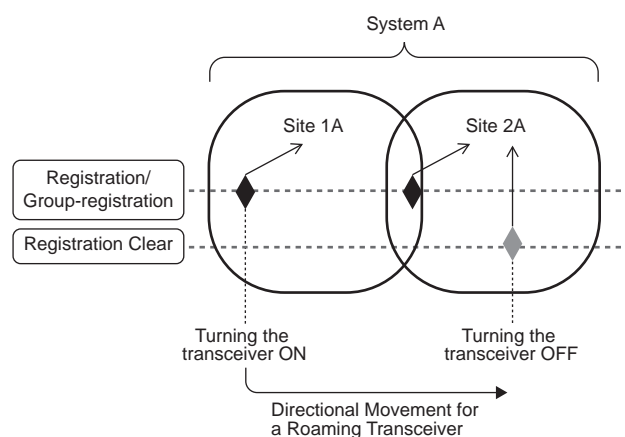 System A
Site 1A
Site 2A
Registration/
Group-registration
Registration Clear
Turning the
transceiver ON
Turning the
transceiver OFF
Directional Movement for
a Roaming Transceiver